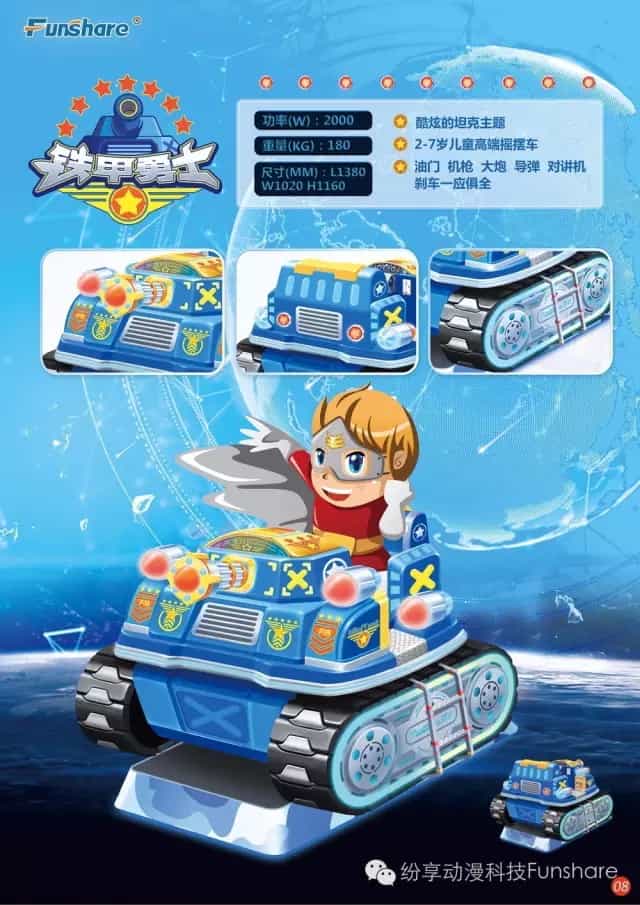 Funshare®
铁甲勇士
功率(W)：2000
重量(KG)：180
尺寸(MM)：L1380
W1020 H1160
酷炫的坦克主题
2-7岁儿童高端摇摆车
油门 机枪 大炮 导弹 对讲机
刹车一应俱全
纷享动漫科技Funshare
08